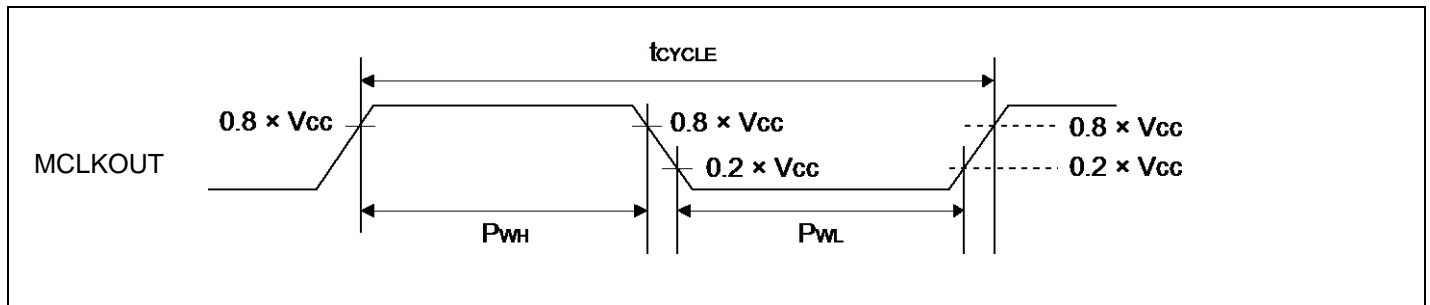 tCYCLE
0.8 × Vcc
0.8 × Vcc
0.8 × Vcc
MCLKOUT
0.2 × Vcc
0.2 × Vcc
PWH
PWL